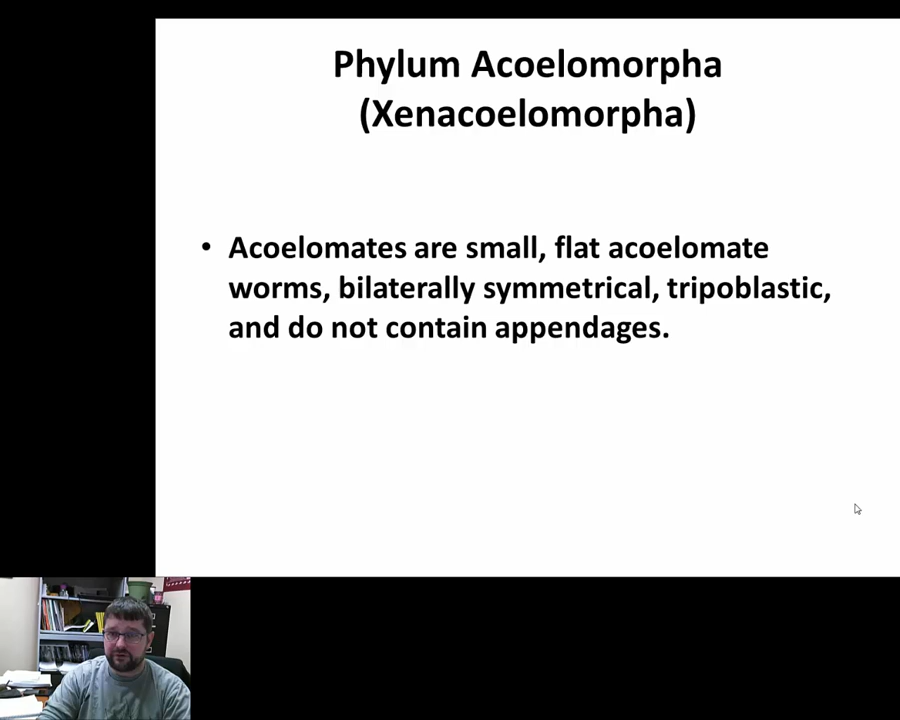 Phylum Acoelomorpha
(Xenacoelomorpha)
• Acoelomates are small, flat acoelomate
worms, bilaterally symmetrical, tripoblastic,
and do not contain appendages.